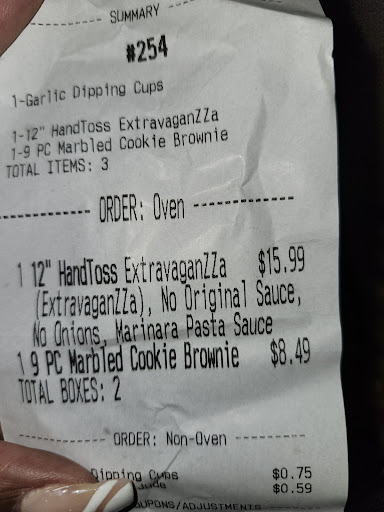 SUMMARY
#254
1-Garlic Dipping Cups
1-12" HandToss ExtravaganZZa
1-9 PC Marbled Cookie Brownie
TOTAL ITEMS: 3
ORDER: Oven
1 12" HandToss ExtravaganZZa $15.99
(ExtravaganZZa), No Original Sauce,
No Onions, Marinara Pasta Sauce
1 9 PC Marbled Cookie Brownie $8.49
TOTAL BOXES: 2
ORDER: Non-Oven
Dipping Cups $0.75
$0.59
UPONS/ADJUSTMENTS